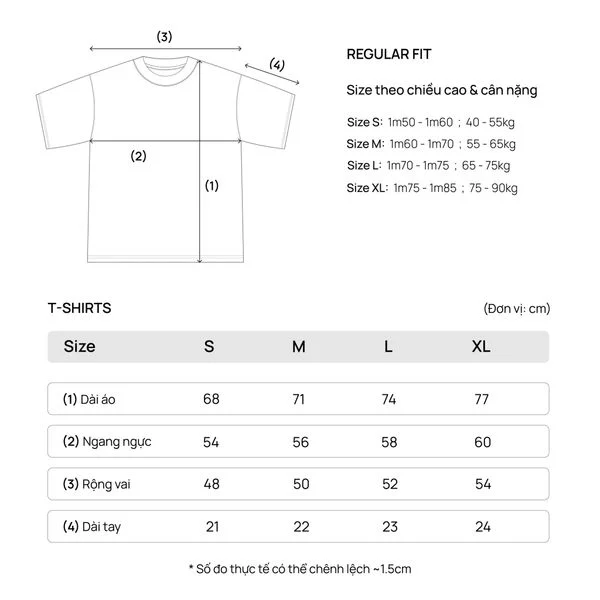 (3)
(4)
(2)
(1)
REGULAR FIT
Size theo chiều cao & cân nặng
Size S: 1m50 - 1m60 ; 40 - 55kg
Size M: 1m60 - 1m70 ; 55 - 65kg
Size L: 1m70 - 1m75 ; 65 - 75kg
Size XL: 1m75 - 1m85 ; 75 - 90kg
T-SHIRTS (Đơn vị: cm)
Size S M L XL
(1) Dài áo 68 71 74 77
(2) Ngang ngực 54 56 58 60
(3) Rộng vai 48 50 52 54
(4) Dài tay 21 22 23 24
* Số đo thực tế có thể chênh lệch ~1.5cm